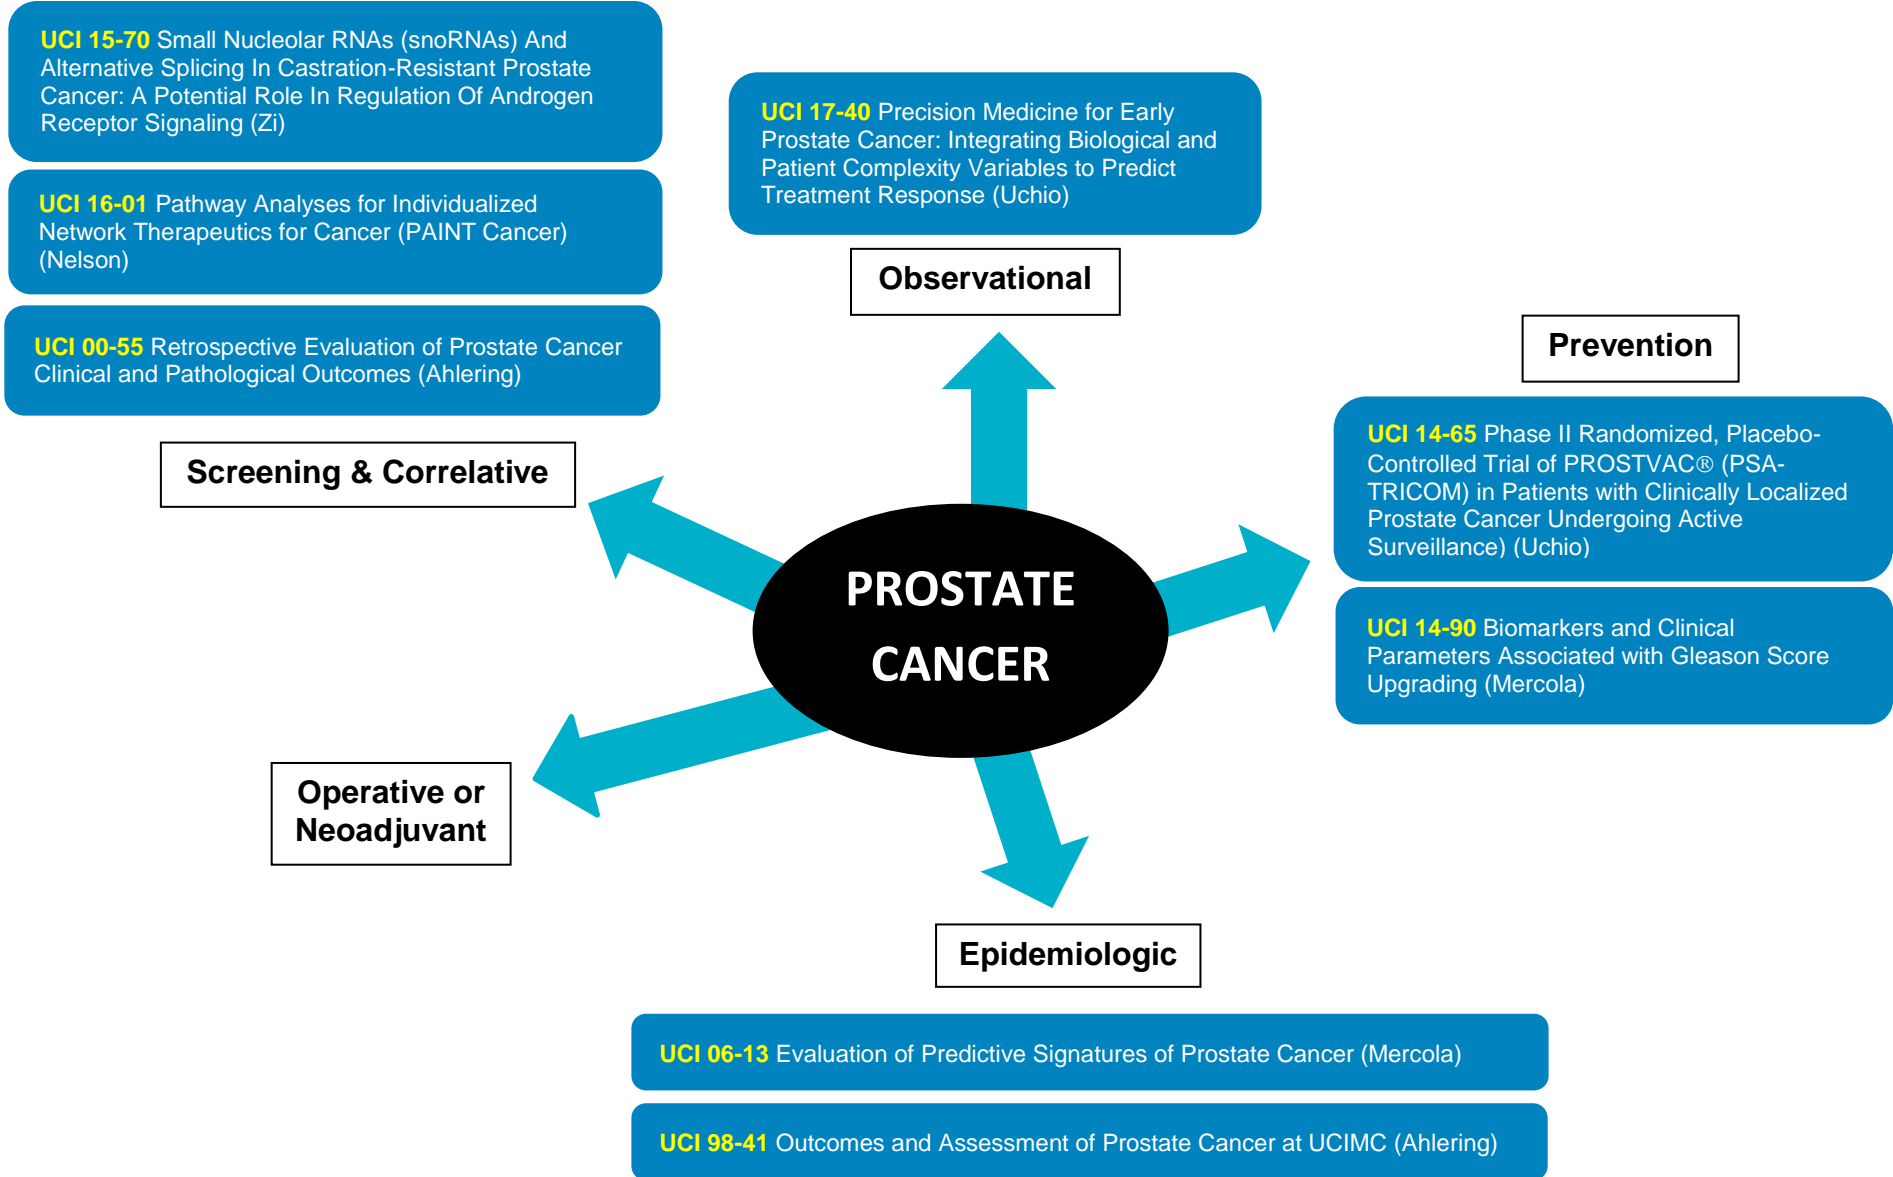 UCI 15-70 Small Nucleolar RNAs (snoRNAs) And
Alternative Splicing In Castration-Resistant Prostate
Cancer: A Potential Role In Regulation Of Androgen
Receptor Signaling (Zi)
UCI 16-01 Pathway Analyses for Individualized
Network Therapeutics for Cancer (PAINT Cancer)
(Nelson)
UCI 00-55 Retrospective Evaluation of Prostate Cancer
Clinical and Pathological Outcomes (Ahlering)
Screening & Correlative
UCI 17-40 Precision Medicine for Early
Prostate Cancer: Integrating Biological and
Patient Complexity Variables to Predict
Treatment Response (Uchio)
Observational
Prevention
UCI 14-65 Phase II Randomized, Placebo-
Controlled Trial of PROSTVAC® (PSA-
TRICOM) in Patients with Clinically Localized
Prostate Cancer Undergoing Active
Surveillance) (Uchio)
UCI 14-90 Biomarkers and Clinical
Parameters Associated with Gleason Score
Upgrading (Mercola)
PROSTATE
CANCER
Operative or
Neoadjuvant
Epidemiologic
UCI 06-13 Evaluation of Predictive Signatures of Prostate Cancer (Mercola)
UCI 98-41 Outcomes and Assessment of Prostate Cancer at UCIMC (Ahlering)